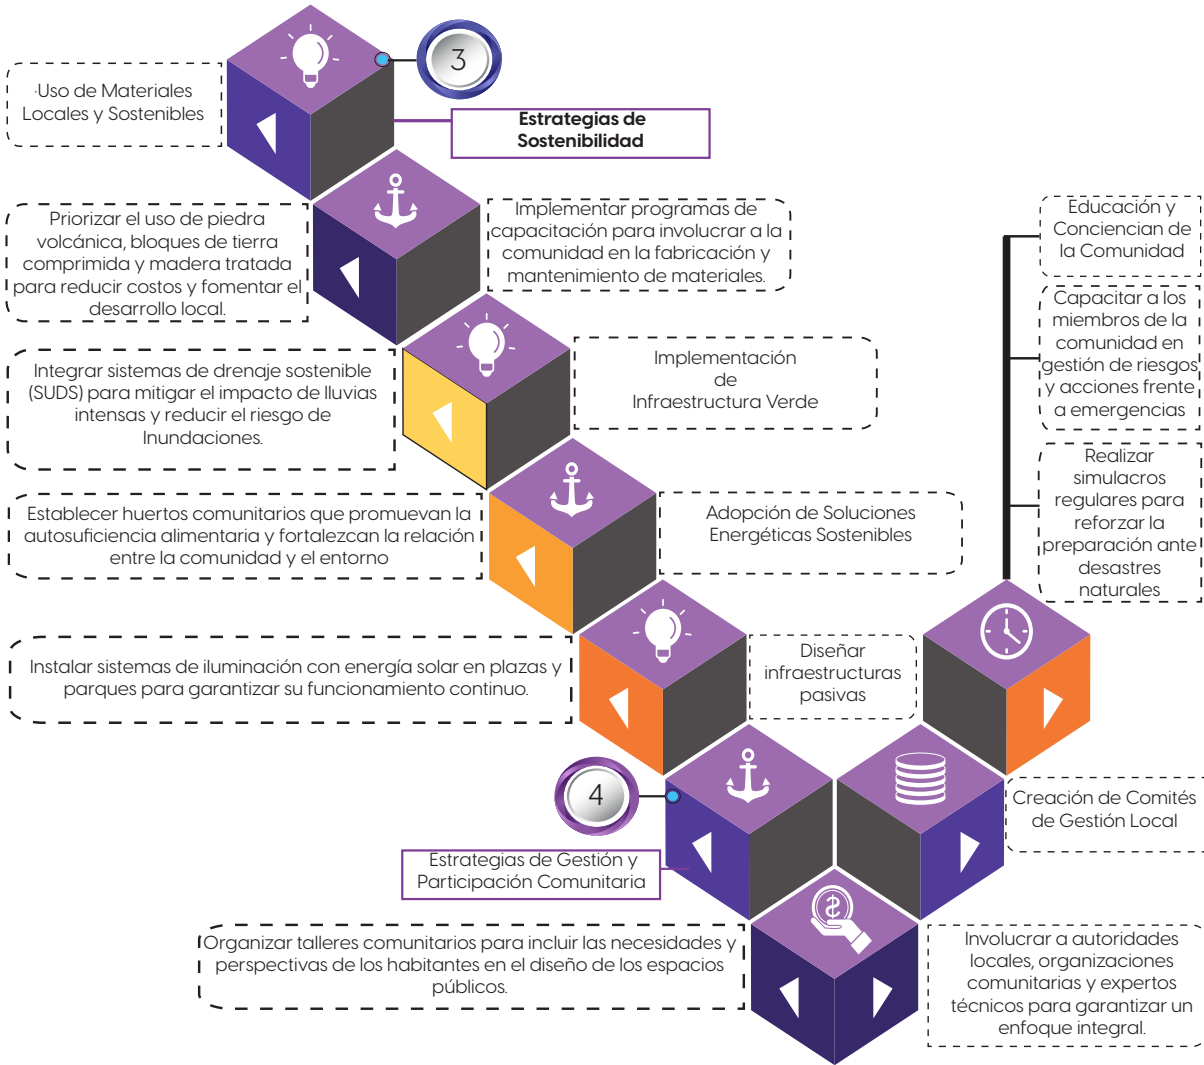 3
·Uso de Materiales
Locales y Sostenibles
Estrategias de
Sostenibilidad
Priorizar el uso de piedra
volcánica, bloques de tierra
comprimida y madera tratada
para reducir costos y fomentar el
desarrollo local.
Implementar programas de
capacitación para involucrar a la
comunidad en la fabricación y
mantenimiento de materiales.
Integrar sistemas de drenaje sostenible
(SUDS) para mitigar el impacto de lluvias
intensas y reducir el riesgo de
Inundaciones.
Implementación
de
Infraestructura Verde
Establecer huertos comunitarios que promuevan la
autosuficiencia alimentaria y fortalezcan la relación
entre la comunidad y el entorno
Adopción de Soluciones
Energéticas Sostenibles
Instalar sistemas de iluminación con energía solar en plazas y
parques para garantizar su funcionamiento continuo.
Diseñar
infraestructuras
pasivas
4
Estrategias de Gestión y
Participación Comunitaria
Organizar talleres comunitarios para incluir las necesidades y
perspectivas de los habitantes en el diseño de los espacios
públicos.
$
Involucrar a autoridades
locales, organizaciones
comunitarias y expertos
técnicos para garantizar un
enfoque integral.
Creación de Comités
de Gestión Local
Educación y
Conciencian de
la Comunidad
Capacitar a los
miembros de la
comunidad en
gestión de riesgos
y acciones frente
a emergencias
Realizar
simulacros
regulares para
reforzar la
preparación ante
desastres
naturales